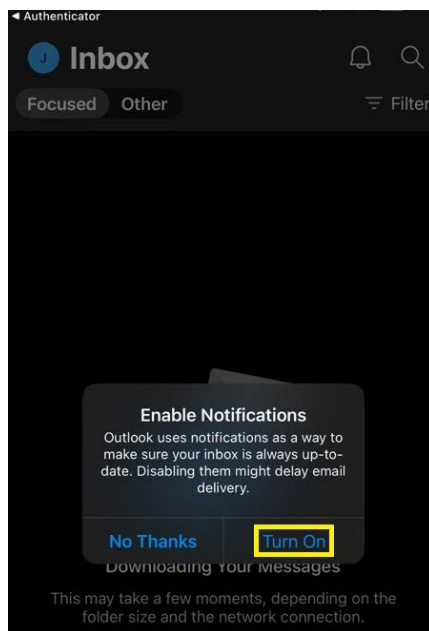 ◀ Authenticator
J Inbox
Focused Other Filter
Enable Notifications
Outlook uses notifications as a way to
make sure your inbox is always up-to-
date. Disabling them might delay email
delivery.
No Thanks Turn On
Downloading Your Messages
This may take a few moments, depending on the
folder size and the network connection.